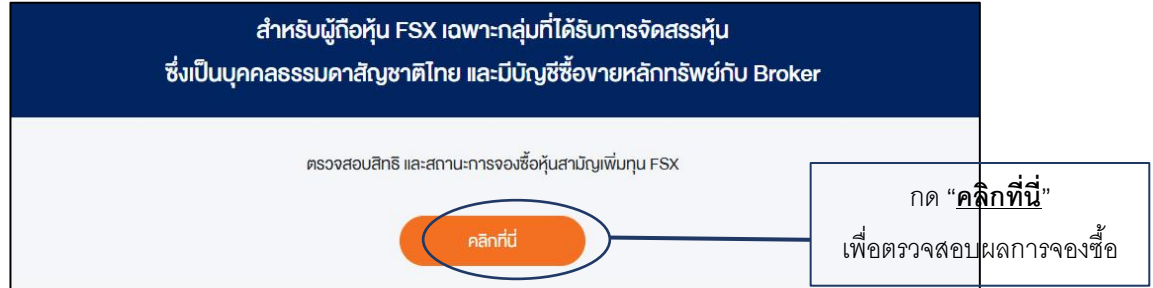 สำหรับผู้ถือหุ้น FSX เฉพาะกลุ่มที่ได้รับการจัดสรรหุ้น
ซึ่งเป็นบุคคลธรรมดาสัญชาติไทย และมีบัญชีซื้อขายหลักทรัพย์กับ Broker
ตรวจสอบสิทธิ และสถานะการจองซื้อหุ้นสามัญเพิ่มทุน FSX
คลิกที่นี่
กด “คลิกที่นี่”
เพื่อตรวจสอบผลการจองซื้อ